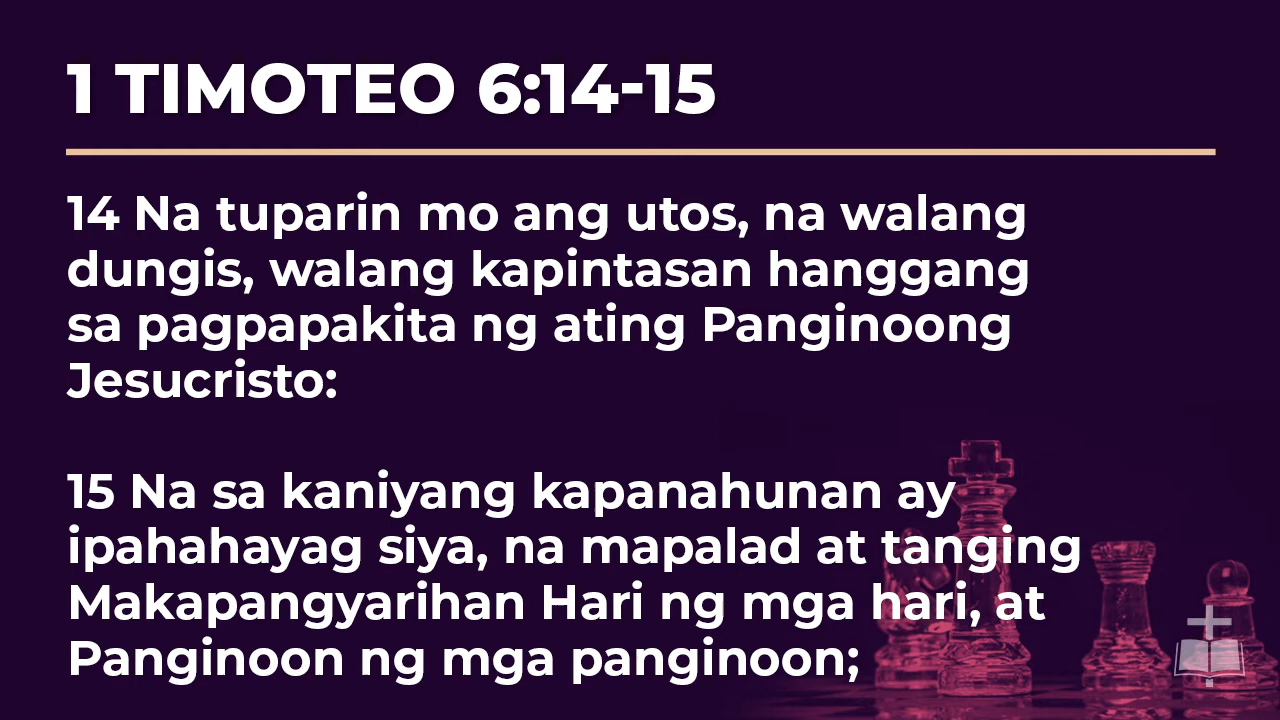 1 TIMOTEO 6:14-15
14 Na tuparin mo ang utos, na walang
dungis, walang kapintasan hanggang
sa pagpapakita ng ating Panginoong
Jesucristo:
15 Na sa kaniyang kapanahunan ay
ipahahayag siya, na mapalad at tanging
Makapangyarihan Hari ng mga hari, at
Panginoon ng mga panginoon;